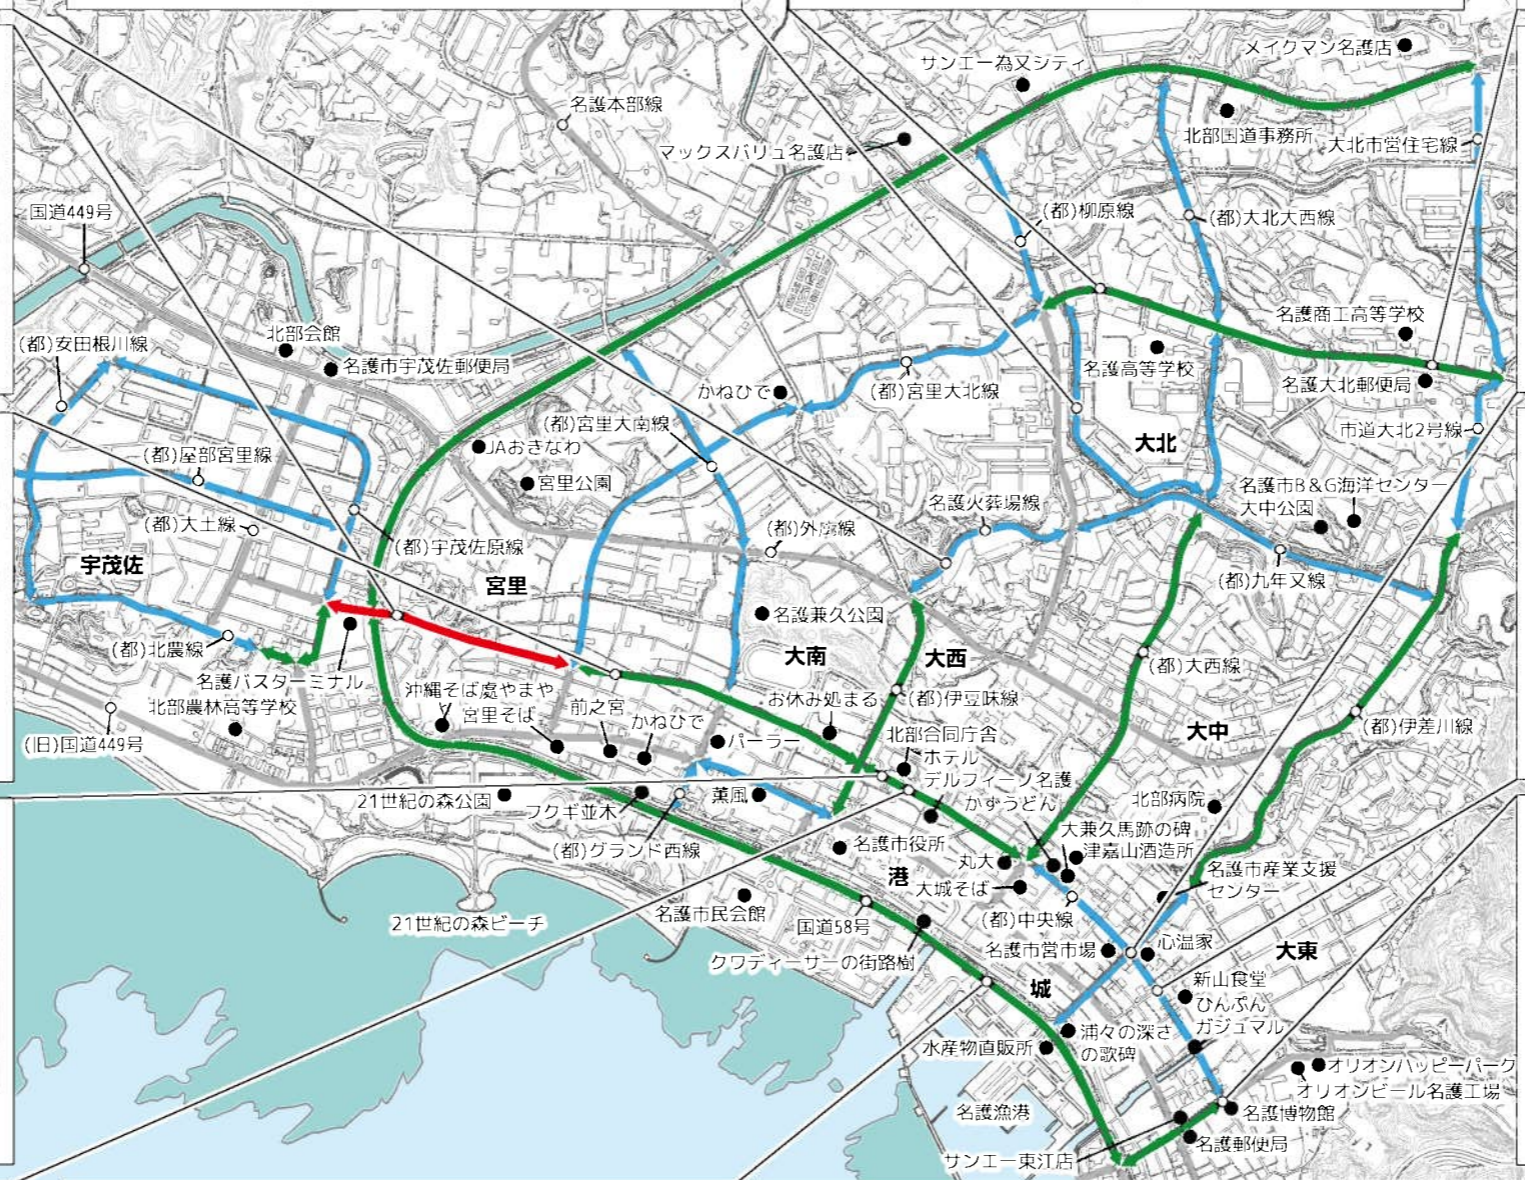 メイクマン名護店
サンエー為又シティ
名護本部線
北部国道事務所
大北市営住宅線
マックスバリュ名護店
国道449号
(都)柳原線
(都)大北大西線
名護商工高等学校
北部会館
(都)安田根川線
名護市宇茂佐郵便局
名護高等学校
名護大北郵便局
かねひで
(都)宮里大北線
(都)宮里大南線
市道大北2号線
JAおきなわ
大北
(都)屋部宮里線
宮里公園
名護市B&G海洋センター
大中公園
名護火葬場線
(都)大土線
(都)外廓線
(都)宇茂佐原線
宇茂佐
宮里
(都)九年又線
名護兼久公園
(都)北農線
大南
大西
(都)大西線
名護バスターミナル
沖縄そば處やまや
宮里そば
前之宮
かねひで
お休み処まる
(都)伊豆味線
北部農林高等学校
(都)伊差川線
大中
(旧)国道449号
パーラー
北部合同庁舎
ホテル
デルフィーノ名護
かずうどん
21世紀の森公園
フクギ並木
薫風
北部病院
大兼久馬跡の碑
津嘉山酒造所
(都)グランド西線
名護市役所
丸大
名護市産業支援
センター
港
大城そば
21世紀の森ビーチ
名護市民会館
国道58号
(都)中央線
名護市営市場
心温家
大東
クワディーサーの街路樹
新山食堂
ひんぷん
ガジュマル
城
水産物直販所
浦々の深さ
の歌碑
オリオンハッピーパーク
オリオンビール名護工場
名護漁港
名護博物館
名護郵便局
サンエー東江店